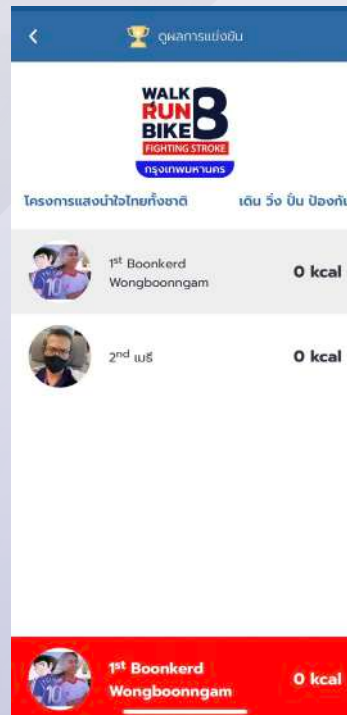 ดูผลการแข่งขัน
WALK
RUN
BIKE
B
FIGHTING STROKE
กรุงเทพมหานคร
โครงการแสงนำใจไทยทั้งชาติ เดิน วิ่ง ปั่น ป้องกัน
1st Boonkerd
Wongboonngam
0 kcal
2nd เมธี
0 kcal
1st Boonkerd
Wongboonngam
0 kcal